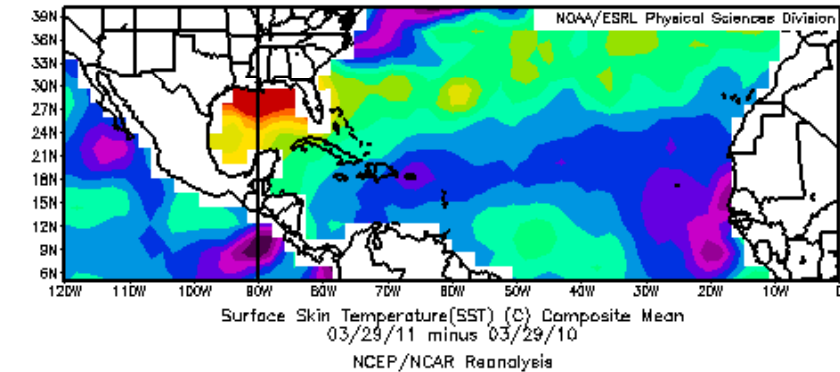 NOAA/ESRL Physical Sciences Division
39N
36N
33N
30N
27N
24N
21N
18N
15N
12N
9N
6N
120W 110W 100W 90W 80W 70W 60W 50W 40W 30W 20W 10W 0
Surface Skin Temperature(SST) (C) Composite Mean
03/29/11 minus 03/29/10
NCEP/NCAR Reanalysis